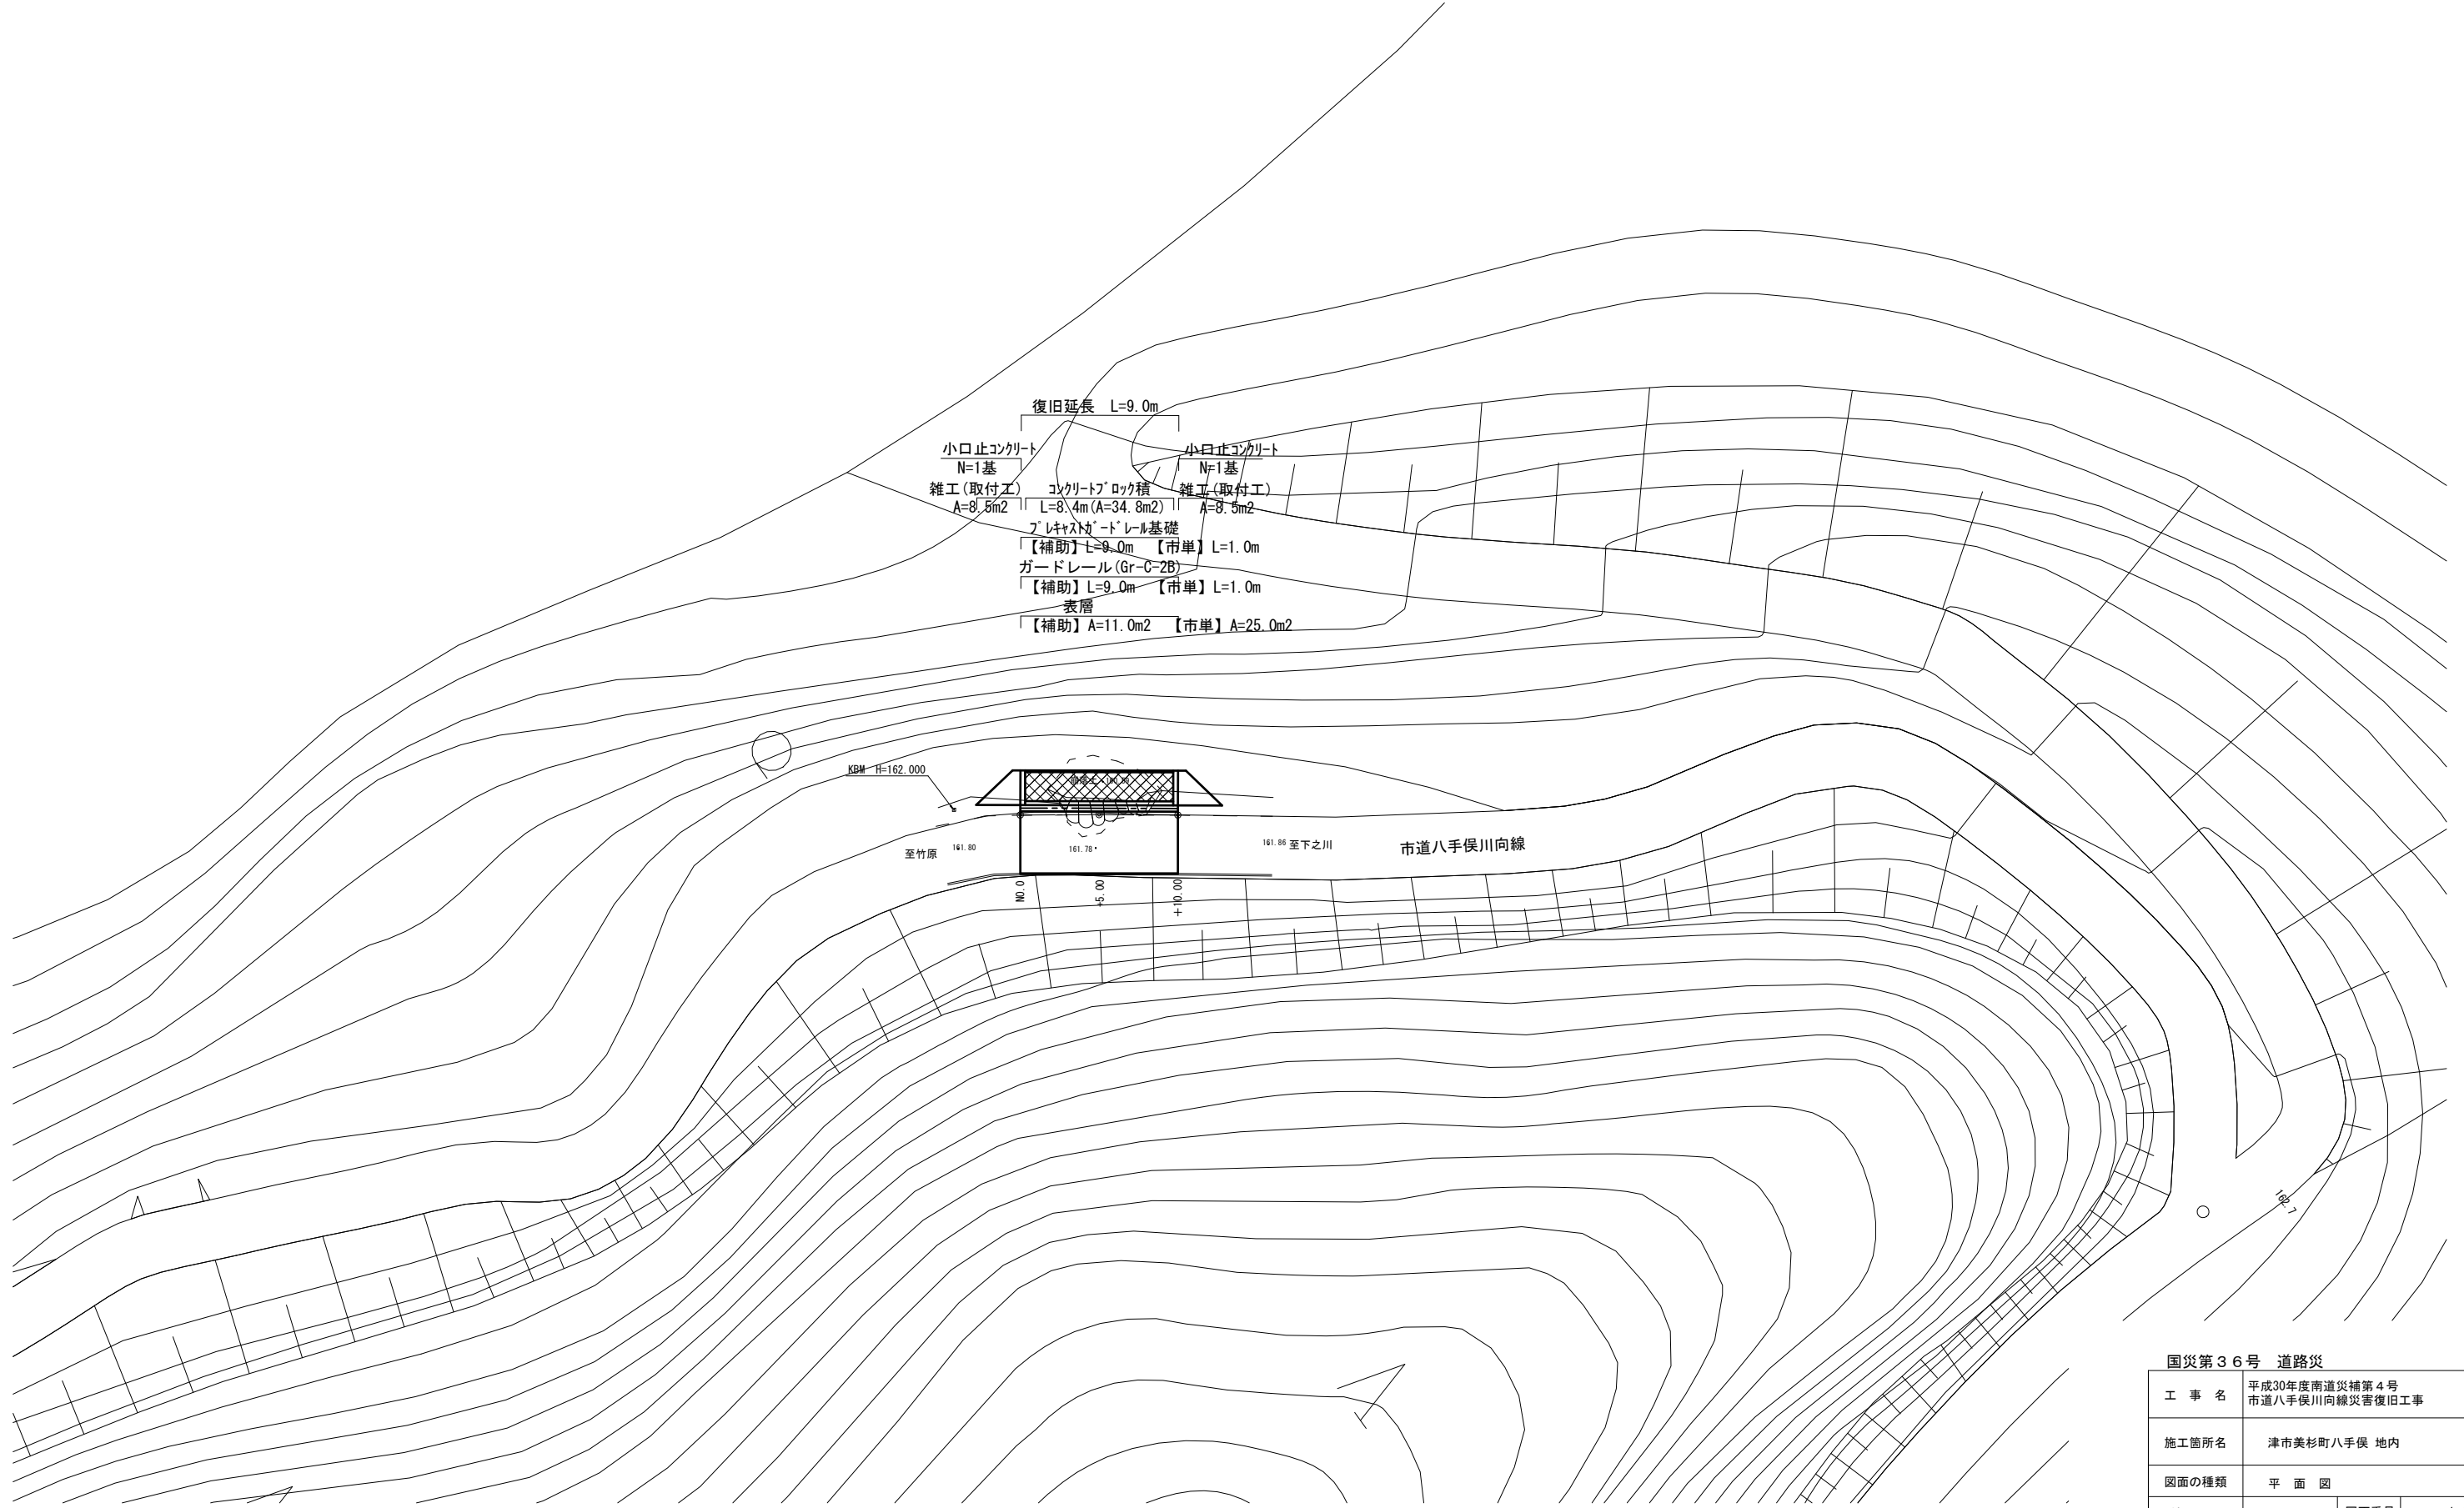 復旧延長　L=9.0m
小口止ｺﾝｸﾘｰﾄ
N=1基
小口止ｺﾝｸﾘｰﾄ
N=1基
雑工(取付工)
A=8.5m2
ｺﾝｸﾘｰﾄﾌﾞﾛｯｸ積
L=8.4m(A=34.8m2)
雑工(取付工)
A=8.5m2
ﾌﾟﾚｷｬｽﾄｶﾞｰﾄﾞﾚｰﾙ基礎
【補助】L=9.0m　【市単】L=1.0m
ガードレール(Gr-C-2B)
【補助】L=9.0m　【市単】L=1.0m
表層
【補助】A=11.0m2　【市単】A=25.0m2
KBM　H=162.000
至竹原
161.80
161.78
161.86
至下之川
市道八手俣川向線
NO.0
+5.00
+10.00
162.7
国災第３６号　道路災
工　事　名
平成30年度南道災補第４号
市道八手俣川向線災害復旧工事
施工箇所名
津市美杉町八手俣 地内
図面の種類
平　面　図